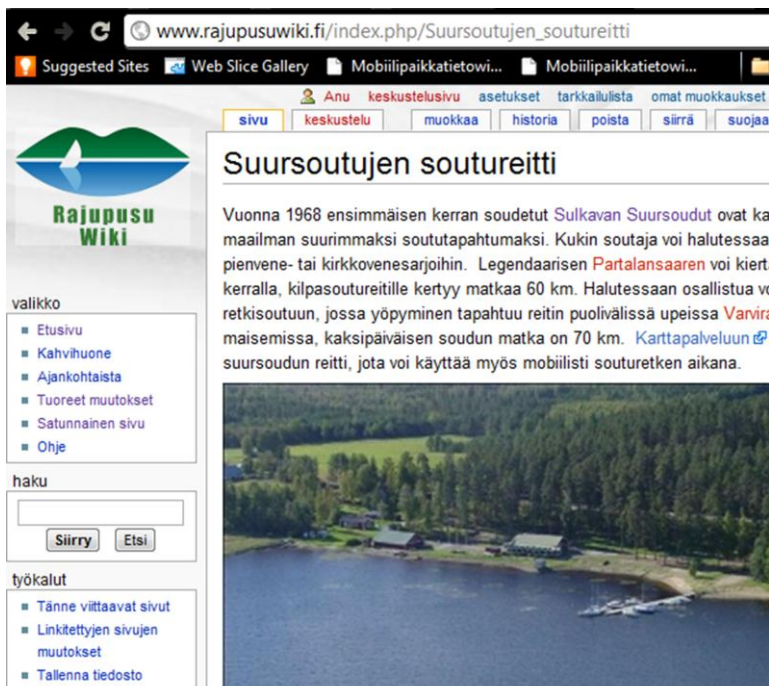 www.rajupusuwiki.fi/index.php/Suursoutujen_soutureitti
Suggested Sites Web Slice Gallery Mobiilipaikkatietowi... Mobiilipaikkatietowi...
Anu keskustelusivu asetukset tarkkailulista omat muokkaukset
sivu keskustelu muokkaa historia poista siirrä suojaa
Rajupusu
Wiki
Suursoutujen soutureitti
Vuonna 1968 ensimmäisen kerran soudetut Sulkavan Suursoudut ovat ka
maailman suurimmaksi soututapahtumaksi. Kukin soutaja voi halutessaa
pienvene- tai kirkkovenesarjoihin. Legendaarisen Partalansaaren voi kiert
kerralla, kilpasoutureitille kertyy matkaa 60 km. Halutessaan osallistua vo
retkisoutuun, jossa yöpyminen tapahtuu reitin puolivälissä upeissa Varvira
maisemissa, kaksipäiväisen soudun matka on 70 km. Karttapalveluun
suursoudun reitti, jota voi käyttää myös mobiilisti souturetken aikana.
valikko
Etusivu
Kahvihuone
Ajankohtaista
Tuoreet muutokset
Satunnainen sivu
Ohje
haku
Siirry Etsi
työkalut
Tänne viittaavat sivut
Linkitettyjen sivujen
muutokset
Tallenna tiedosto